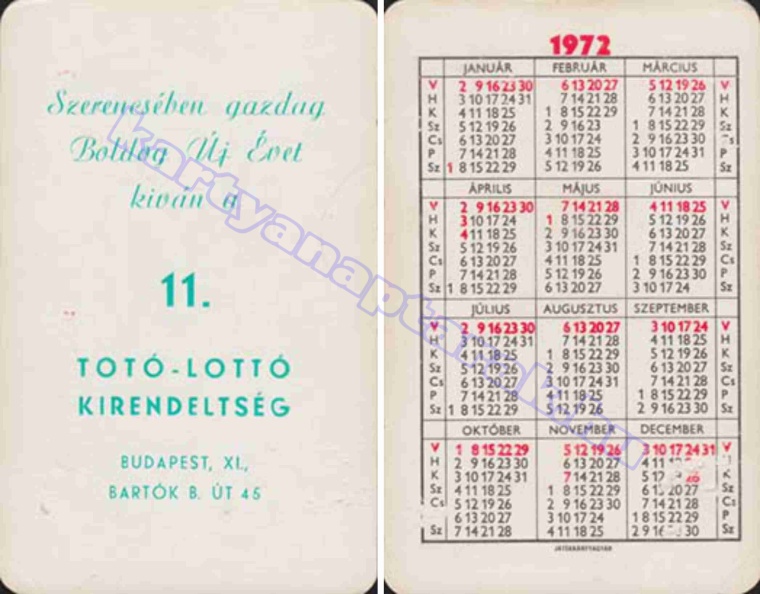 Szerencsében gazdag
Boldog Új Évet
kiván a
11.
TOTÓ-LOTTÓ
KIRENDELTSÉG
BUDAPEST, XI.,
BARTÓK B. ÚT 45
kartyanaptarok.hu
1972
JANUÁR FEBRUÁR MÁRCIUS
V 2 9 16 23 30 6 13 20 27 5 12 19 26 V
H 3 10 17 24 31 7 14 21 28 6 13 20 27 H
K 4 11 18 25 1 8 15 22 29 7 14 21 28 K
Sz 5 12 19 26 2 9 16 23 1 8 15 22 29 Sz
Cs 6 13 20 27 3 10 17 24 2 9 16 23 30 s
P 7 14 21 28 4 11 18 25 3 10 17 24 31 P
Sz 1 8 15 22 29 5 12 19 26 4 11 18 25 Sz
ÁPRILIS MÁJUS JÚNIUS
V 2 9 16 23 30 7 14 21 28 4 11 18 25 V
H 3 10 17 24 1 8 15 22 29 5 12 19 26 H
K 4 11 18 25 2 9 16 23 30 6 13 20 27 K
Sz 5 12 19 26 3 10 17 24 31 7 14 21 28 Sz
Cs 6 13 20 27 4 11 18 25 1 8 15 22 29 Cs
P 7 14 21 28 5 12 19 26 2 9 16 23 30 P
Sz 1 8 15 22 29 6 13 20 27 3 10 17 24 Sz
JÚLIUS AUGUSZTUS SZEPTEMBER
V 2 9 16 23 30 6 13 20 27 3 10 17 24 V
H 3 10 17 24 31 7 14 21 28 4 11 18 25 H
K 4 11 18 25 1 8 15 22 29 5 12 19 26 K
Sz 5 12 19 26 2 9 16 23 30 6 13 20 27 Sz
Cs 6 13 20 27 3 10 17 24 31 7 14 21 28 Cs
P 7 14 21 28 4 11 18 25 1 8 15 22 29 P
Sz 1 8 15 22 29 5 12 19 26 2 9 16 23 30 Sz
OKTÓBER NOVEMBER DECEMBER
V 1 8 15 22 29 5 12 19 26 3 10 17 24 31 V
H 2 9 16 23 30 6 13 20 27 4 11
K 3 10 17 24 31 7 14 21 28 5 12 26 K
Sz 4 11 18 25 1 8 15 22 29 6 20 27 Sz
Cs 5 12 19 26 2 9 16 23 30 7 14 21 28 Cs
6 13 20 27 3 10 17 24 1 8 15 22 29 P
Sz 7 14 21 28 4 11 18 25 2 9 16 30 Sz
JÁTÉKKÁRTYAGYÁR